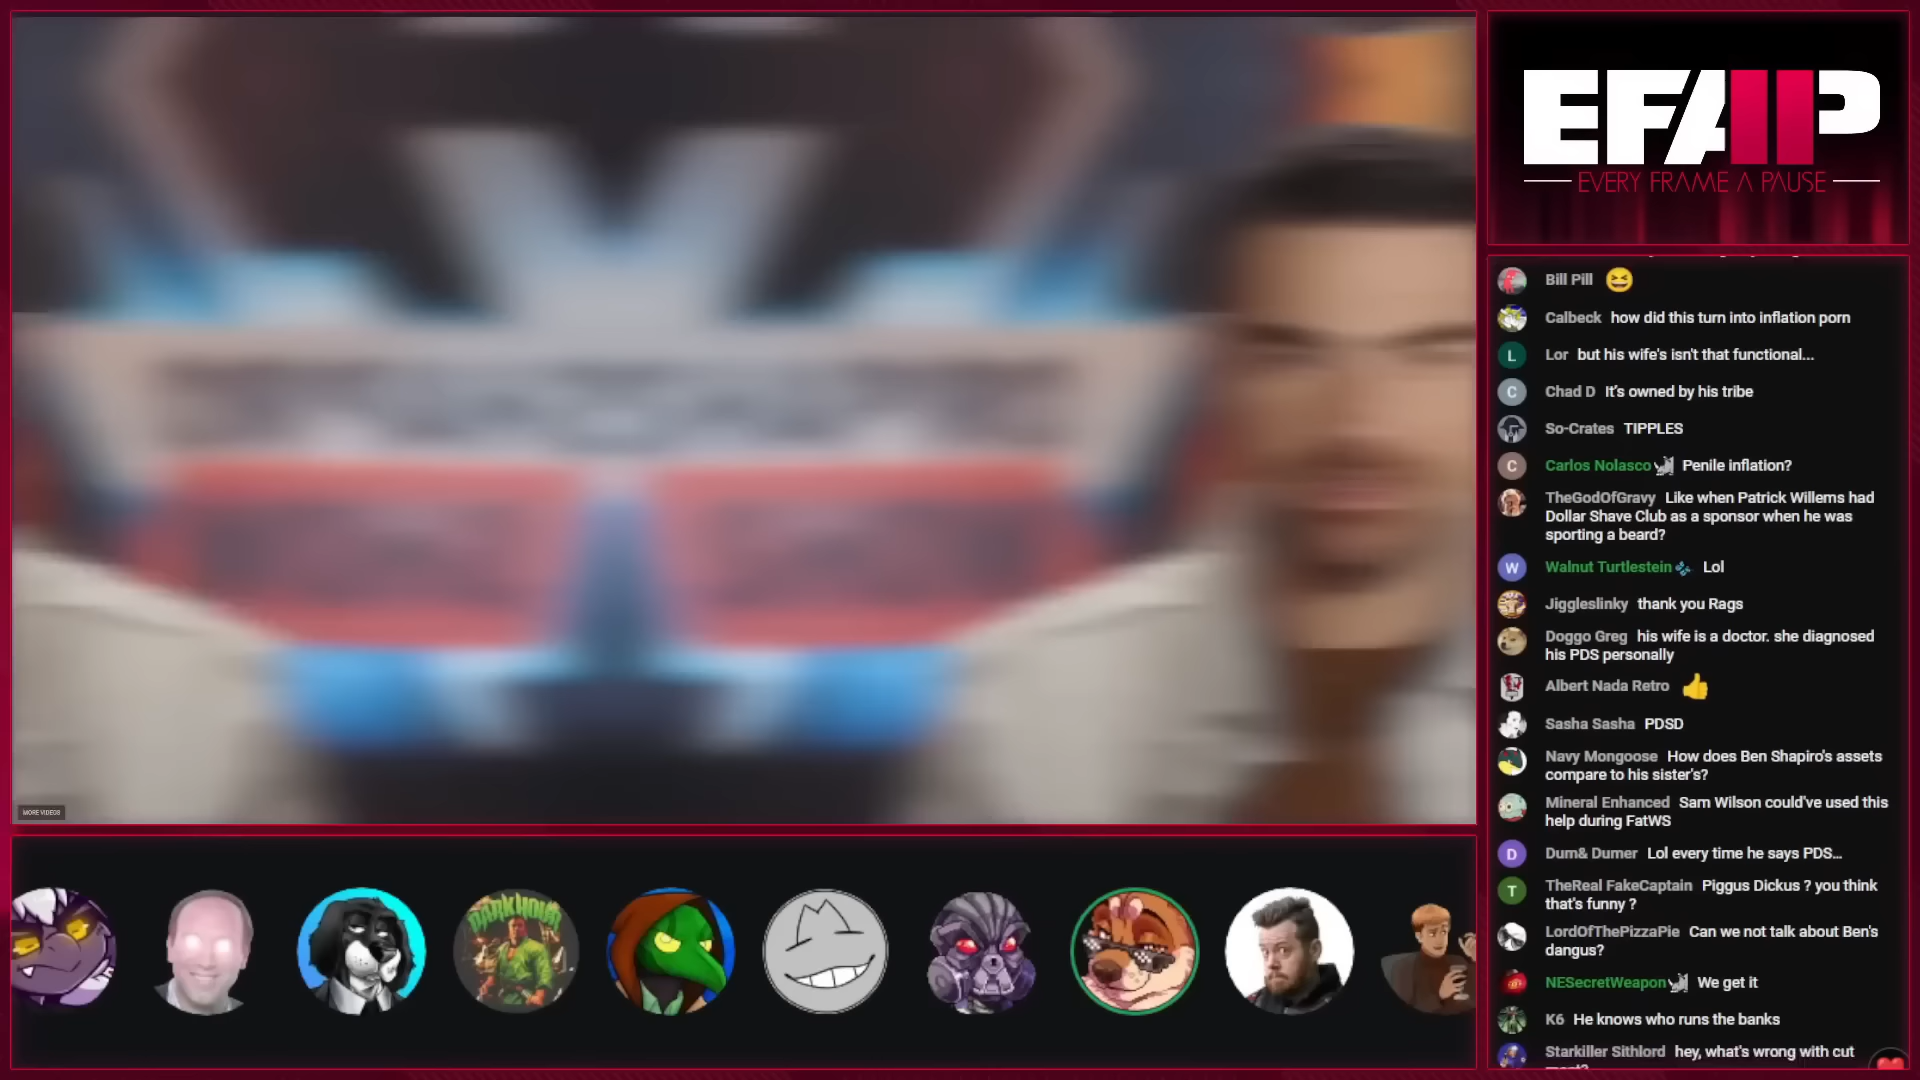 EFAP
EVERY FRAME A PAUSE
Bill Pill 😆
Calbeck how did this turn into inflation porn
L
Lor but his wife's isn't that functional...
C
Chad D It's owned by his tribe
So-Crates TIPPLES
C
Carlos Nolasco Penile inflation?
TheGodOfGravy Like when Patrick Willems had
Dollar Shave Club as a sponsor when he was
sporting a beard?
W
Walnut Turtlestein Lol
Jiggleslinky thank you Rags
Doggo Greg his wife is a doctor. she diagnosed
his PDS personally
Albert Nada Retro 👍
Sasha Sasha PDSD
Navy Mongoose How does Ben Shapiro's assets
compare to his sister's?
Mineral Enhanced Sam Wilson could've used this
help during FatWS
D
Dum& Dumer Lol every time he says PDS...
T
TheReal FakeCaptain Piggus Dickus ? you think
that's funny ?
LordOfThePizzaPie Can we not talk about Ben's
dangus?
NESecretWeapon We get it
K6 He knows who runs the banks
Starkiller Sithlord hey, what's wrong with cut
MORE VIDEOS
DARK HOUR